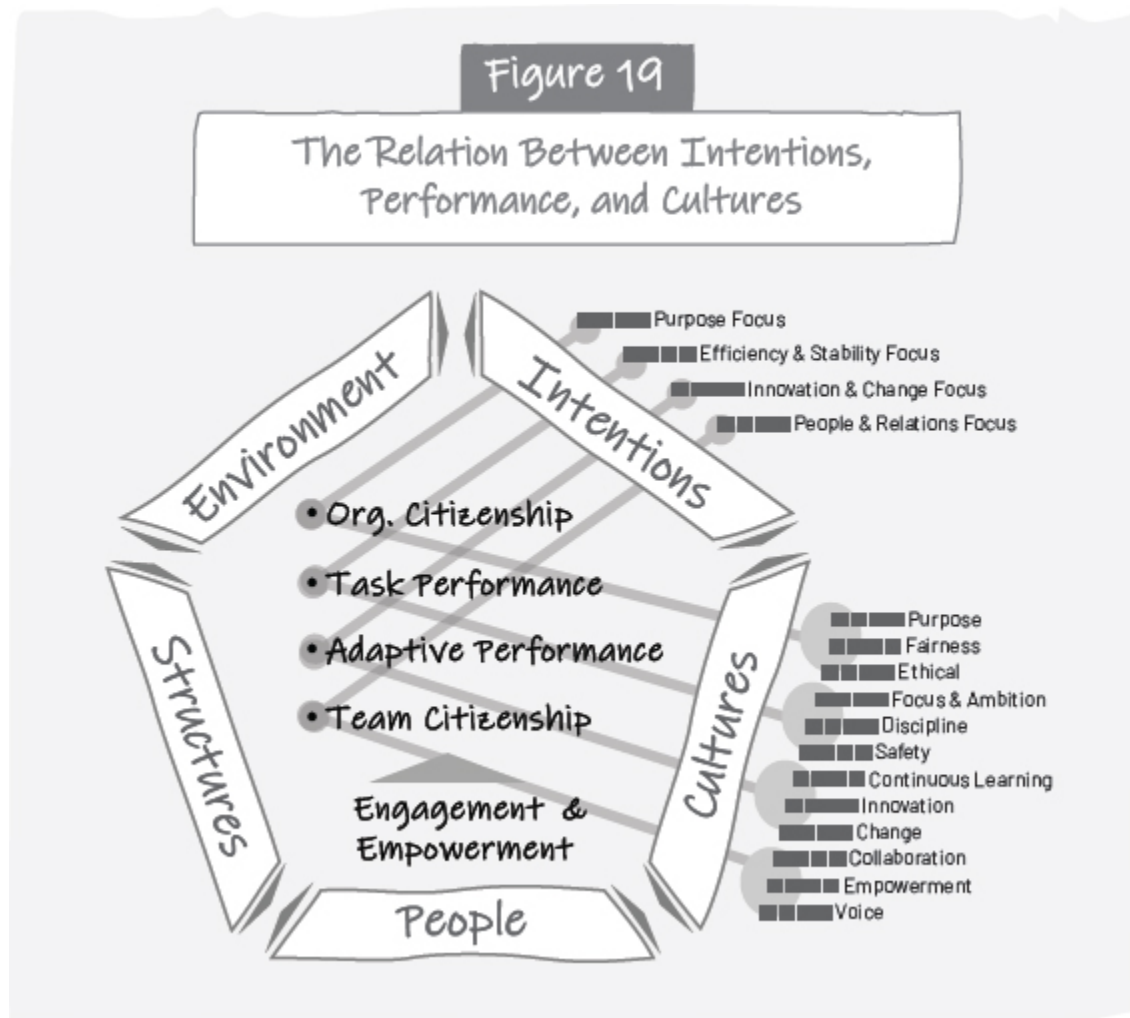 Figure 19
The Relation Between Intentions,
Performance, and Cultures
Environment
Intentions
Purpose Focus
Efficiency & Stability Focus
Innovation & Change Focus
People & Relations Focus
• Org. Citizenship
• Task Performance
• Adaptive Performance
• Team Citizenship
Engagement &
Empowerment
Structures
Cultures
Purpose
Fairness
Ethical
Focus & Ambition
Discipline
Safety
Continuous Learning
Innovation
Change
Collaboration
Empowerment
Voice
People